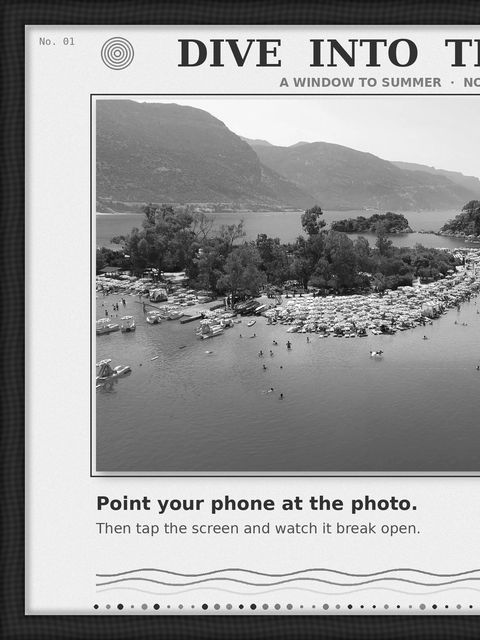 No. 01
DIVE INTO
A WINDOW TO SUMMER ·
Point your phone at the photo.
Then tap the screen and watch it break open.